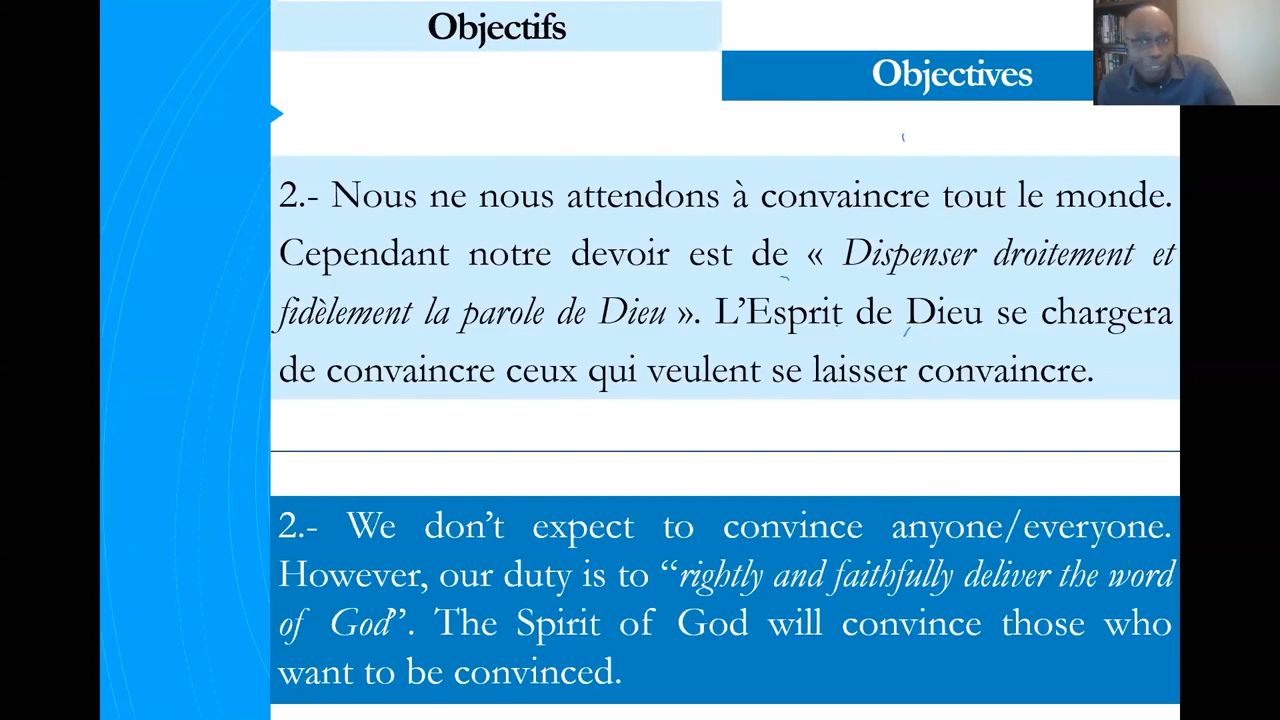 Objectifs
Objectives
2.- Nous ne nous attendons à convaincre tout le monde.
Cependant notre devoir est de « Dispenser droitement et
fidèlement la parole de Dieu ». L’Esprit de Dieu se chargera
de convaincre ceux qui veulent se laisser convaincre.
2.- We don’t expect to convince anyone/everyone.
However, our duty is to “rightly and faithfully deliver the word
of God”. The Spirit of God will convince those who
want to be convinced.